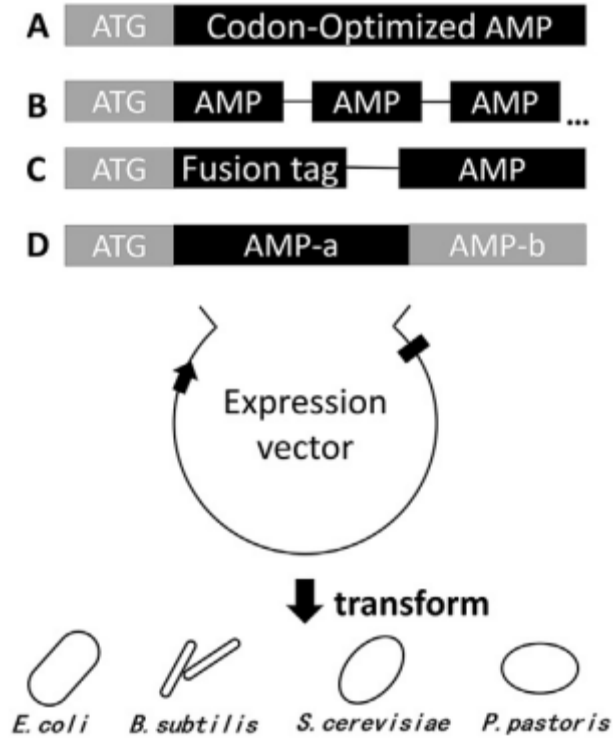 A ATG Codon-Optimized AMP
B ATG AMP AMP AMP ...
C ATG Fusion tag AMP
D ATG AMP-a AMP-b
Expression
vector
transform
E. coli B. subtilis S. cerevisiae P. pastoris